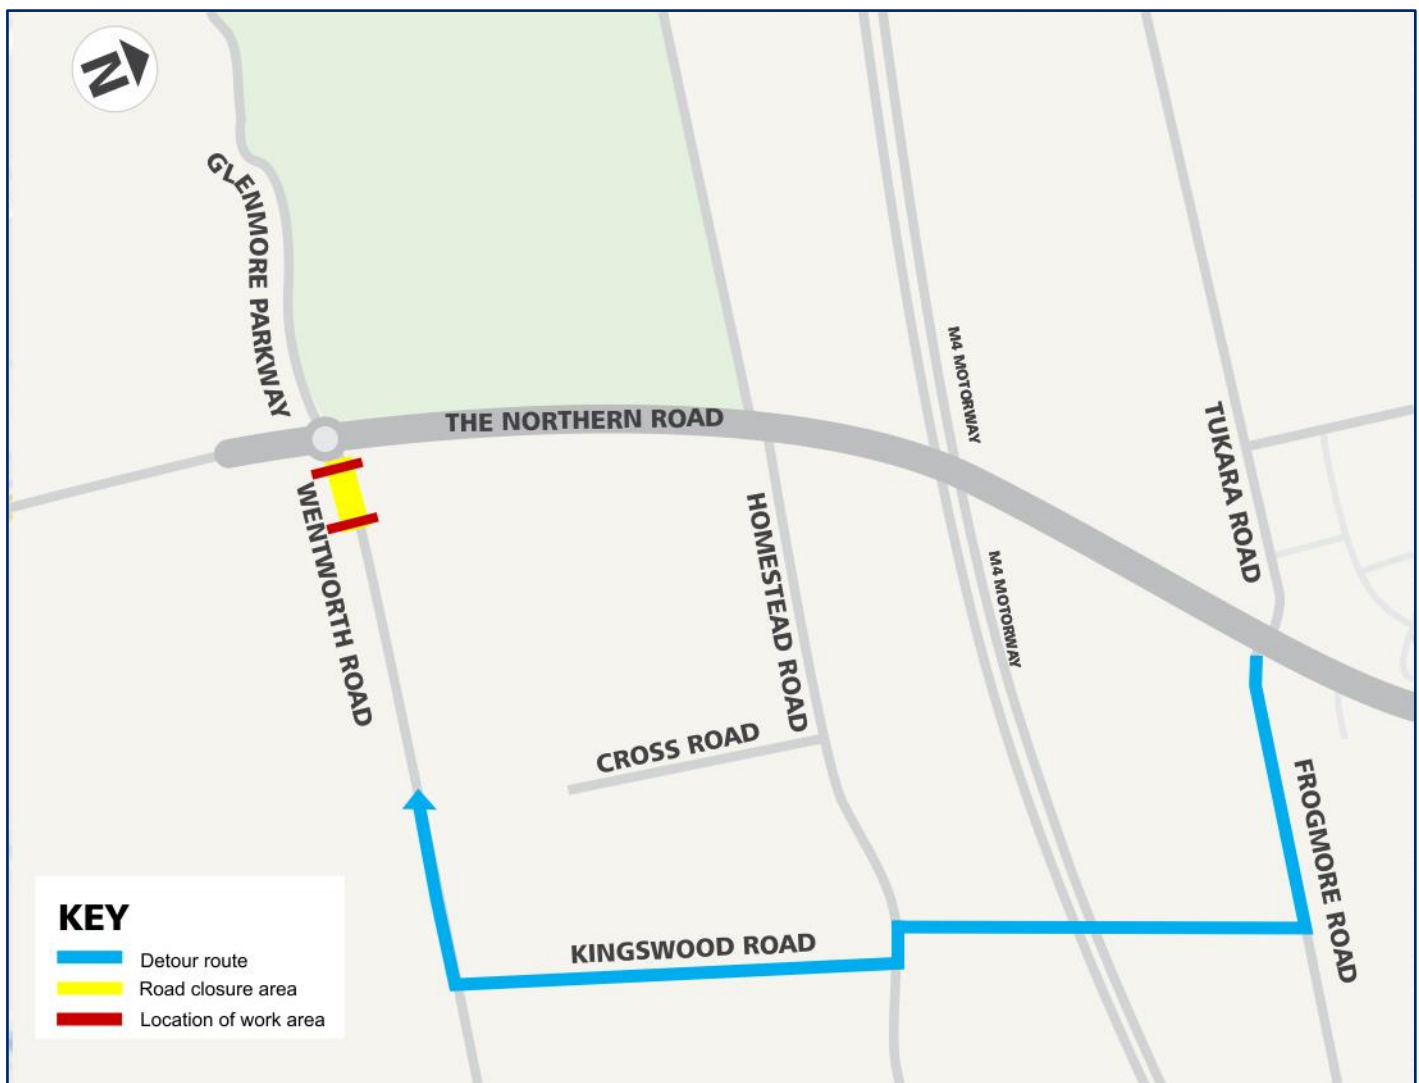 N
GLENMORE PARKWAY
THE NORTHERN ROAD
M4 MOTORWAY
TUKARA ROAD
WENTWORTH ROAD
HOMESTEAD ROAD
M4 MOTORWAY
CROSS ROAD
FROGMORE ROAD
KINGSWOOD ROAD
KEY
Detour route
Road closure area
Location of work area